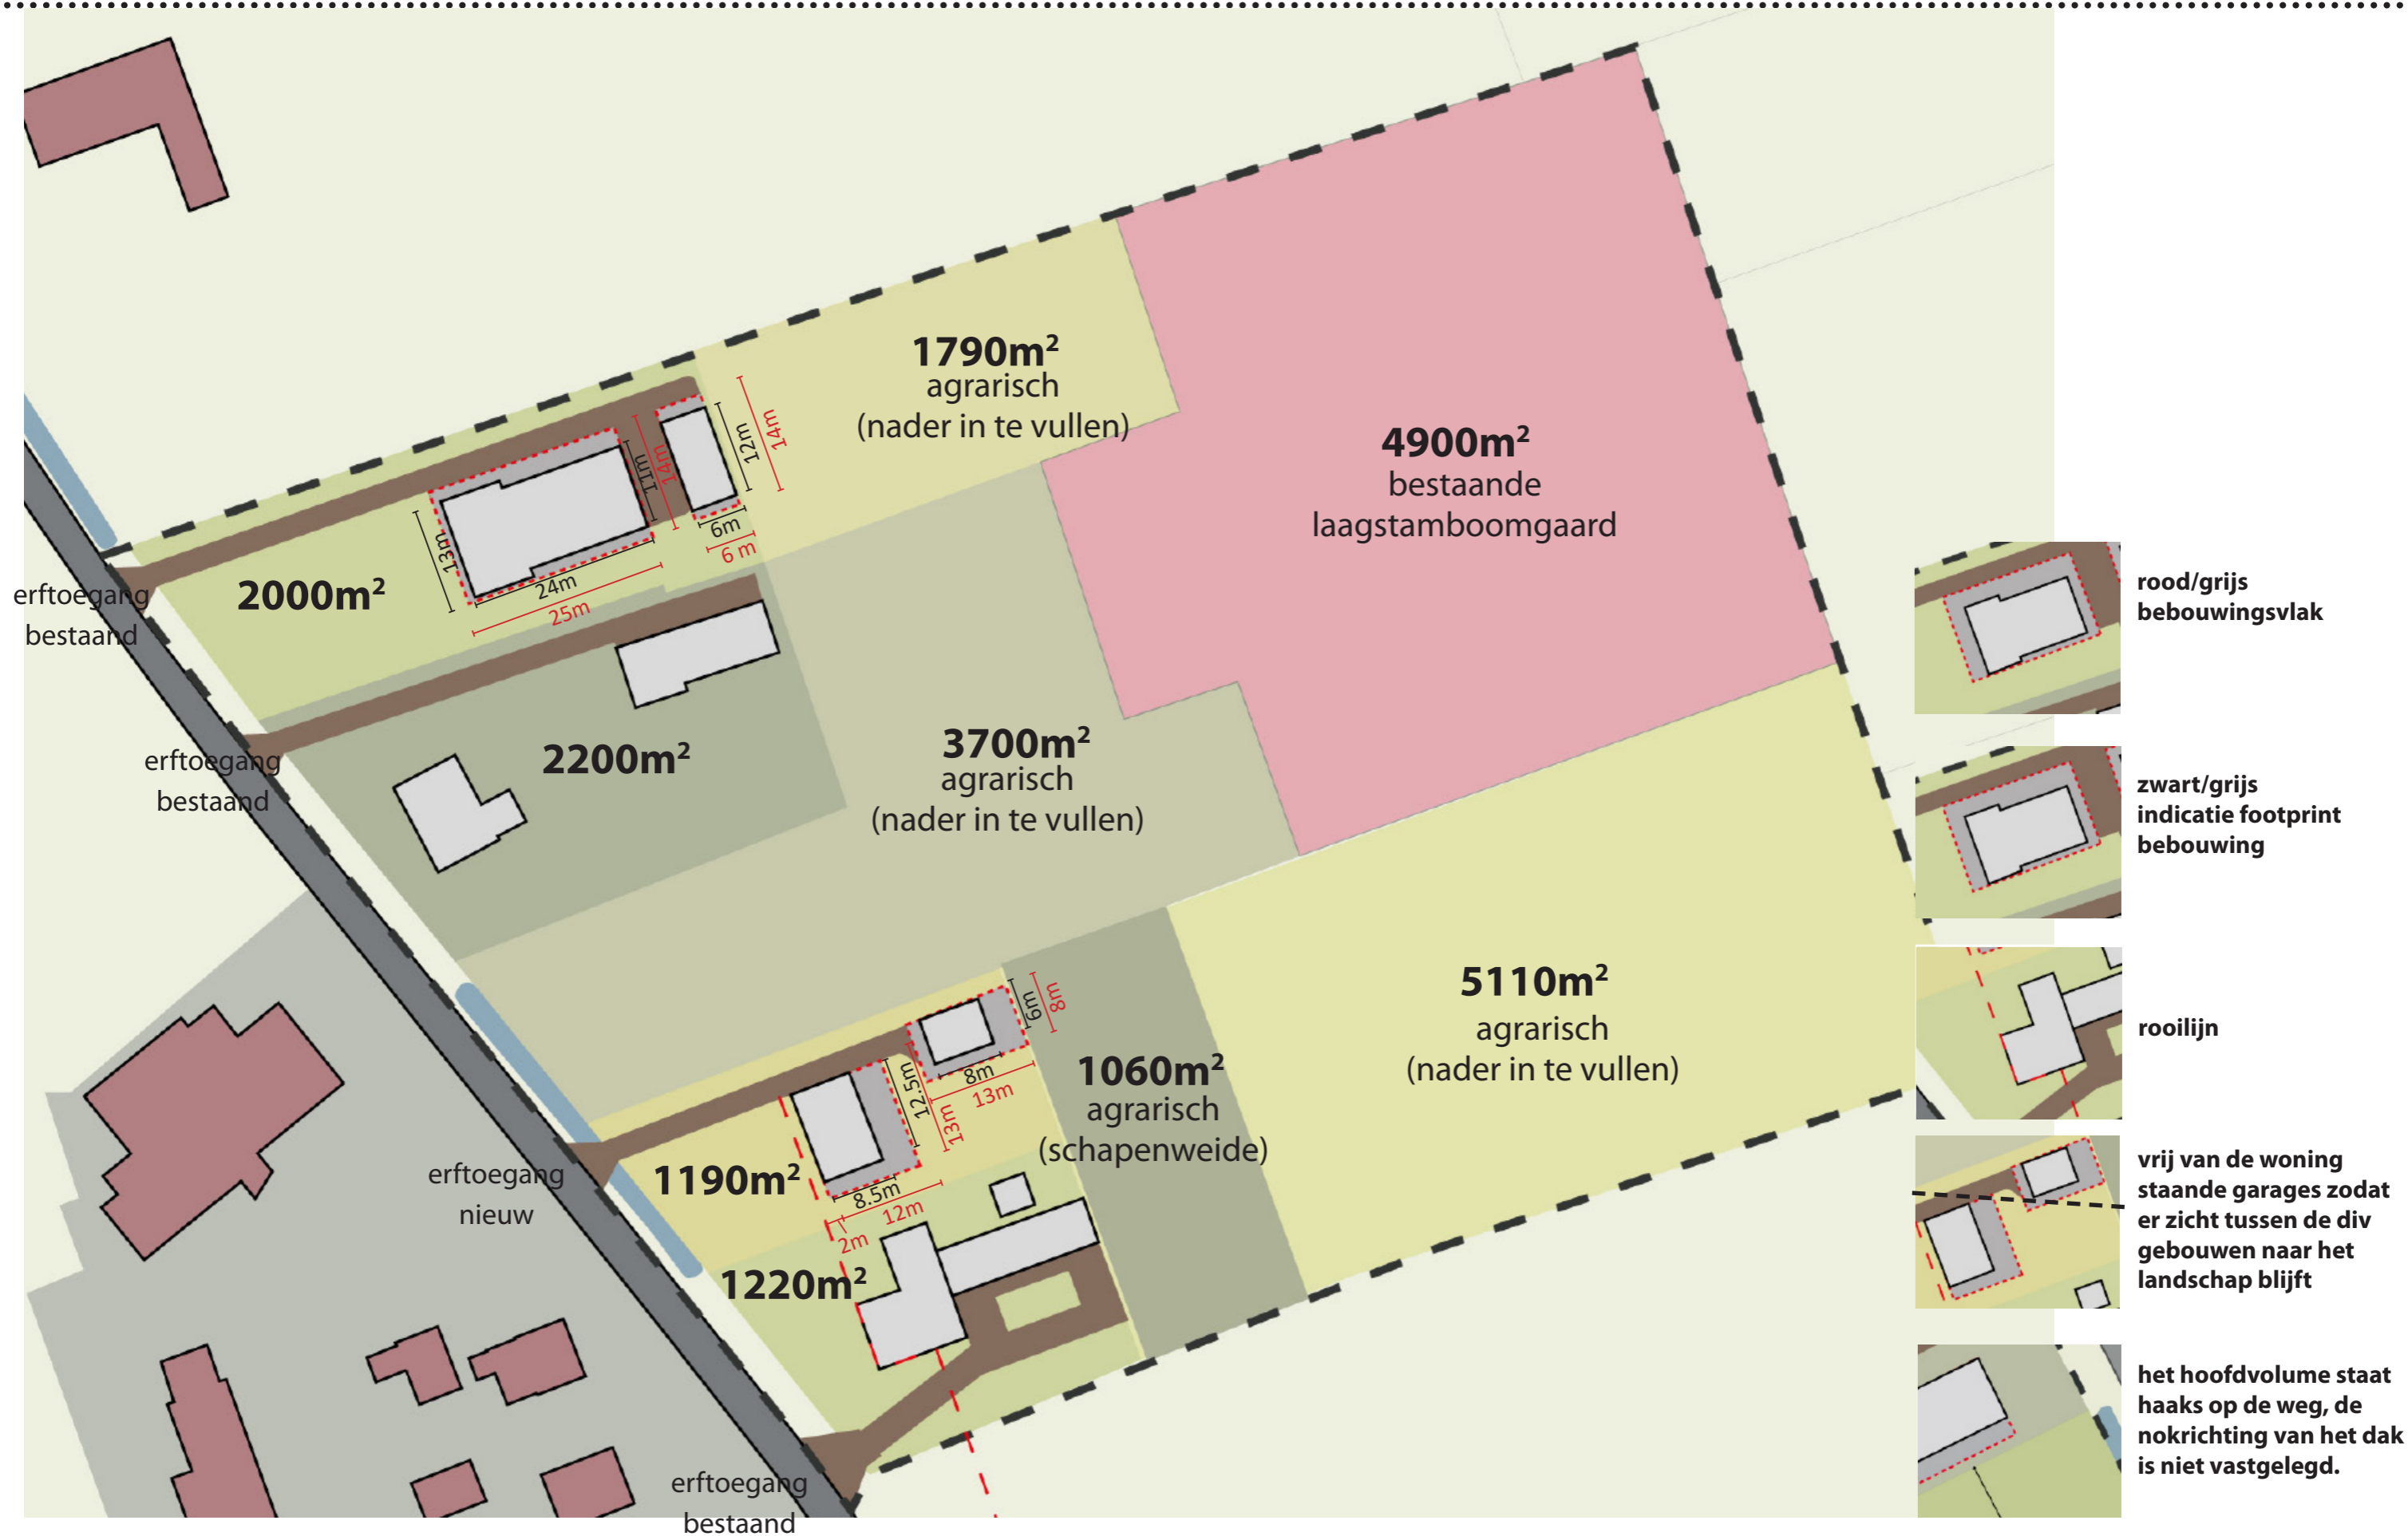 1790m²
agrarisch
(nader in te vullen)
4900m²
bestaande
laagstamboomgaard
14m
12m
14m
11m
6m
6 m
13m
24m
25m
2000m²
erftoegang
bestaand
2200m²
erftoegang
bestaand
3700m²
agrarisch
(nader in te vullen)
5110m²
agrarisch
(nader in te vullen)
6m
8m
1060m²
agrarisch
(schapenweide)
8m
13m
12.5m
13m
1190m²
8.5m
12m
2m
erftoegang
nieuw
1220m²
erftoegang
bestaand
rood/grijs
bebouwingsvlak
zwart/grijs
indicatie footprint
bebouwing
rooilijn
vrij van de woning
staande garages zodat
er zicht tussen de div
gebouwen naar het
landschap blijft
het hoofdvolume staat
haaks op de weg, de
nokrichting van het dak
is niet vastgelegd.